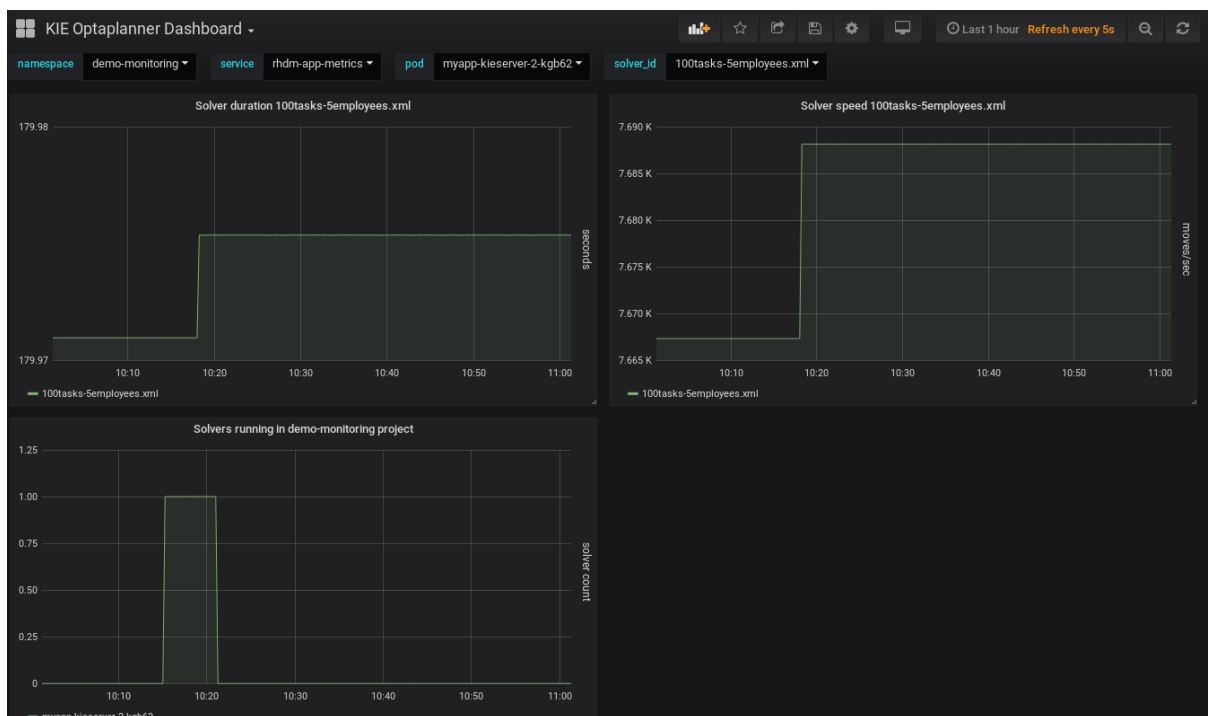 KIE Optaplanner Dashboard
Last 1 hour Refresh every 5s
namespace demo-monitoring service rhdm-app-metrics pod myapp-kieserver-2-kgb62 solver_id 100tasks-5employees.xml
Solver duration 100tasks-5employees.xml
179.98
179.97
seconds
10:10 10:20 10:30 10:40 10:50 11:00
100tasks-5employees.xml
Solver speed 100tasks-5employees.xml
7.690 K
7.685 K
7.680 K
7.675 K
7.670 K
7.665 K
moves/sec
10:10 10:20 10:30 10:40 10:50 11:00
100tasks-5employees.xml
Solvers running in demo-monitoring project
1.25
1.00
0.75
0.50
0.25
0
solver count
10:10 10:20 10:30 10:40 10:50 11:00
myapp-kieserver-2-kgb62